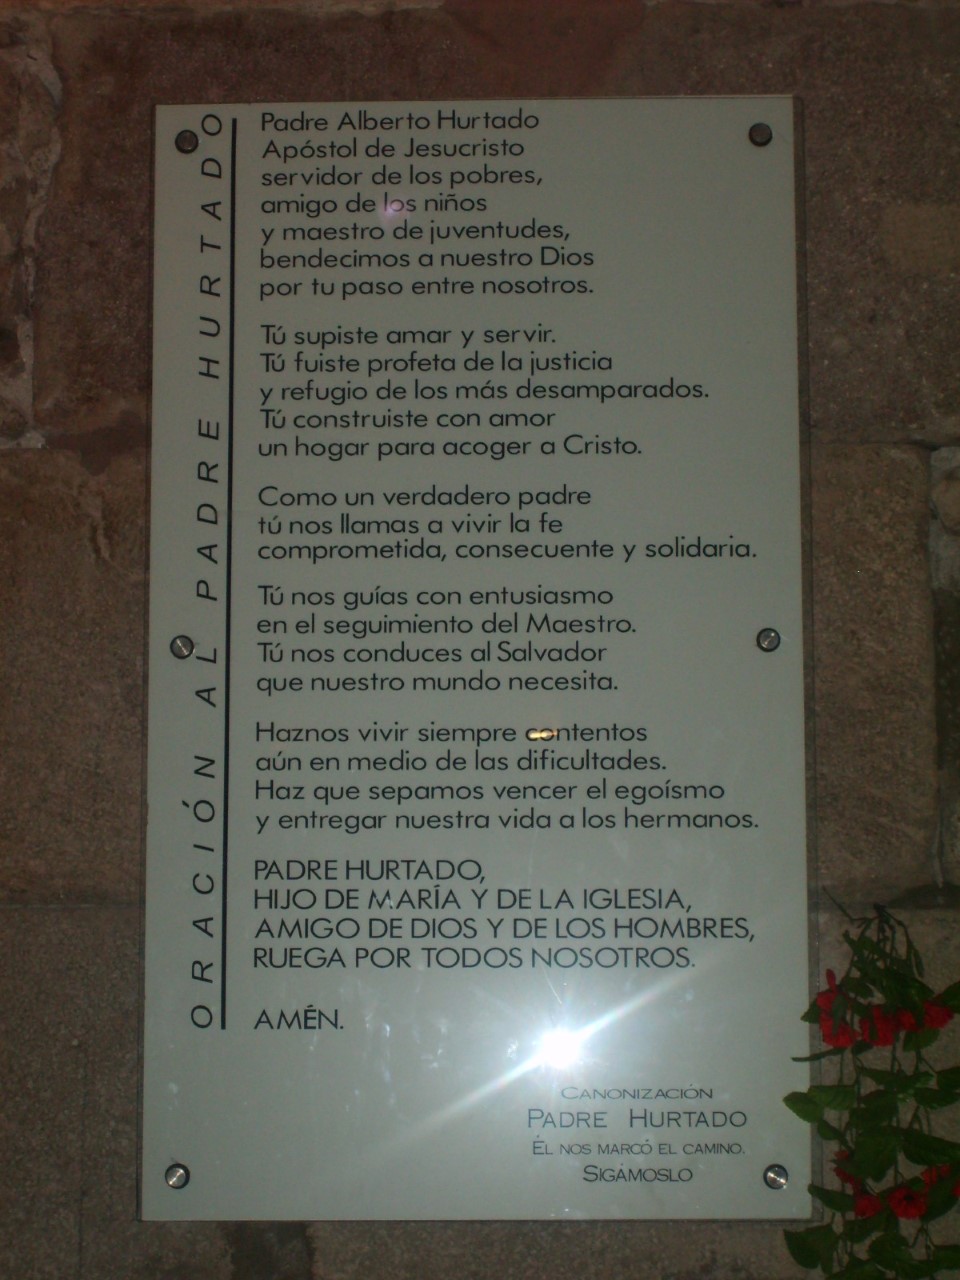 ORACIÓN AL PADRE HURTADO
Padre Alberto Hurtado
Apóstol de Jesucristo
servidor de los pobres,
amigo de los niños
y maestro de juventudes,
bendecimos a nuestro Dios
por tu paso entre nosotros.
Tú supiste amar y servir.
Tú fuiste profeta de la justicia
y refugio de los más desamparados.
Tú construiste con amor
un hogar para acoger a Cristo.
Como un verdadero padre
tú nos llamas a vivir la fe
comprometida, consecuente y solidaria.
Tú nos guías con entusiasmo
en el seguimiento del Maestro.
Tú nos conduces al Salvador
que nuestro mundo necesita.
Haznos vivir siempre contentos
aún en medio de las dificultades.
Haz que sepamos vencer el egoísmo
y entregar nuestra vida a los hermanos.
PADRE HURTADO,
HIJO DE MARÍA Y DE LA IGLESIA,
AMIGO DE DIOS Y DE LOS HOMBRES,
RUEGA POR TODOS NOSOTROS.
AMÉN.
CANONIZACIÓN
PADRE HURTADO
ÉL NOS MARCÓ EL CAMINO.
SIGÁMOSLO